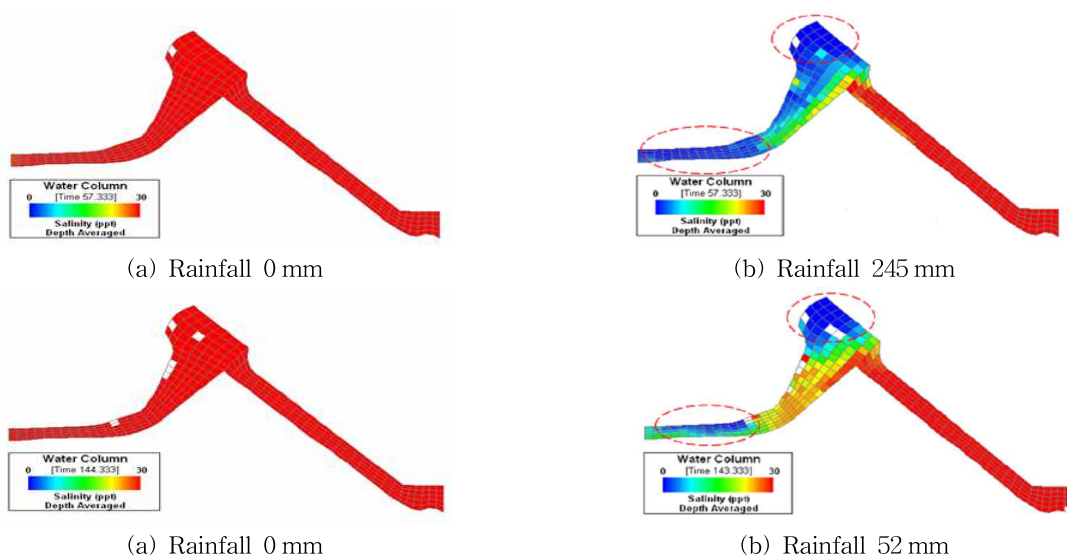 Water Column
0 [Time 57.333] 30
Salinity (ppt)
Depth Averaged
(a) Rainfall 0 mm
Water Column
0 [Time 57.333] 30
Salinity (ppt)
Depth Averaged
(b) Rainfall 245 mm
Water Column
0 [Time 144.333] 30
Salinity (ppt)
Depth Averaged
(a) Rainfall 0 mm
Water Column
0 [Time 143.333] 30
Salinity (ppt)
Depth Averaged
(b) Rainfall 52 mm